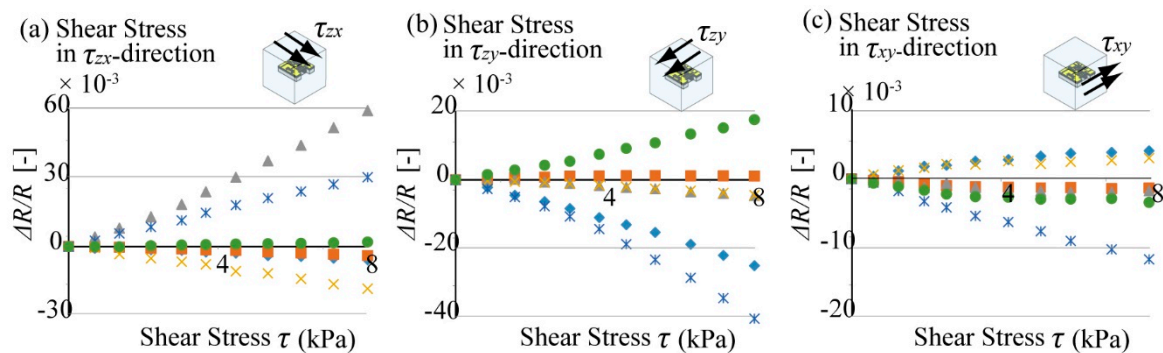 (a) Shear Stress
in τzx-direction
τzx
× 10⁻³
60
30
0
-30
4
8
ΔR/R [-]
Shear Stress τ (kPa)
(b) Shear Stress
in τzy-direction
τzy
× 10⁻³
20
0
-20
-40
4
8
ΔR/R [-]
Shear Stress τ (kPa)
(c) Shear Stress
in τxy-direction
τxy
× 10⁻³
10
0
-10
-20
4
8
ΔR/R [-]
Shear Stress τ (kPa)